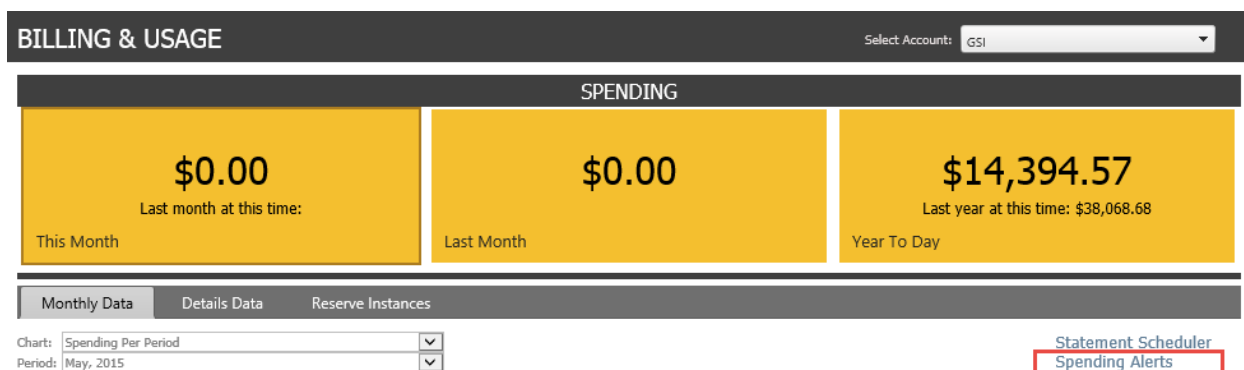 BILLING & USAGE
Select Account: GSI
SPENDING
$0.00
Last month at this time:
This Month
$0.00
Last Month
$14,394.57
Last year at this time: $38,068.68
Year To Day
Monthly Data Details Data Reserve Instances
Chart: Spending Per Period
Statement Scheduler
Period: May, 2015
Spending Alerts